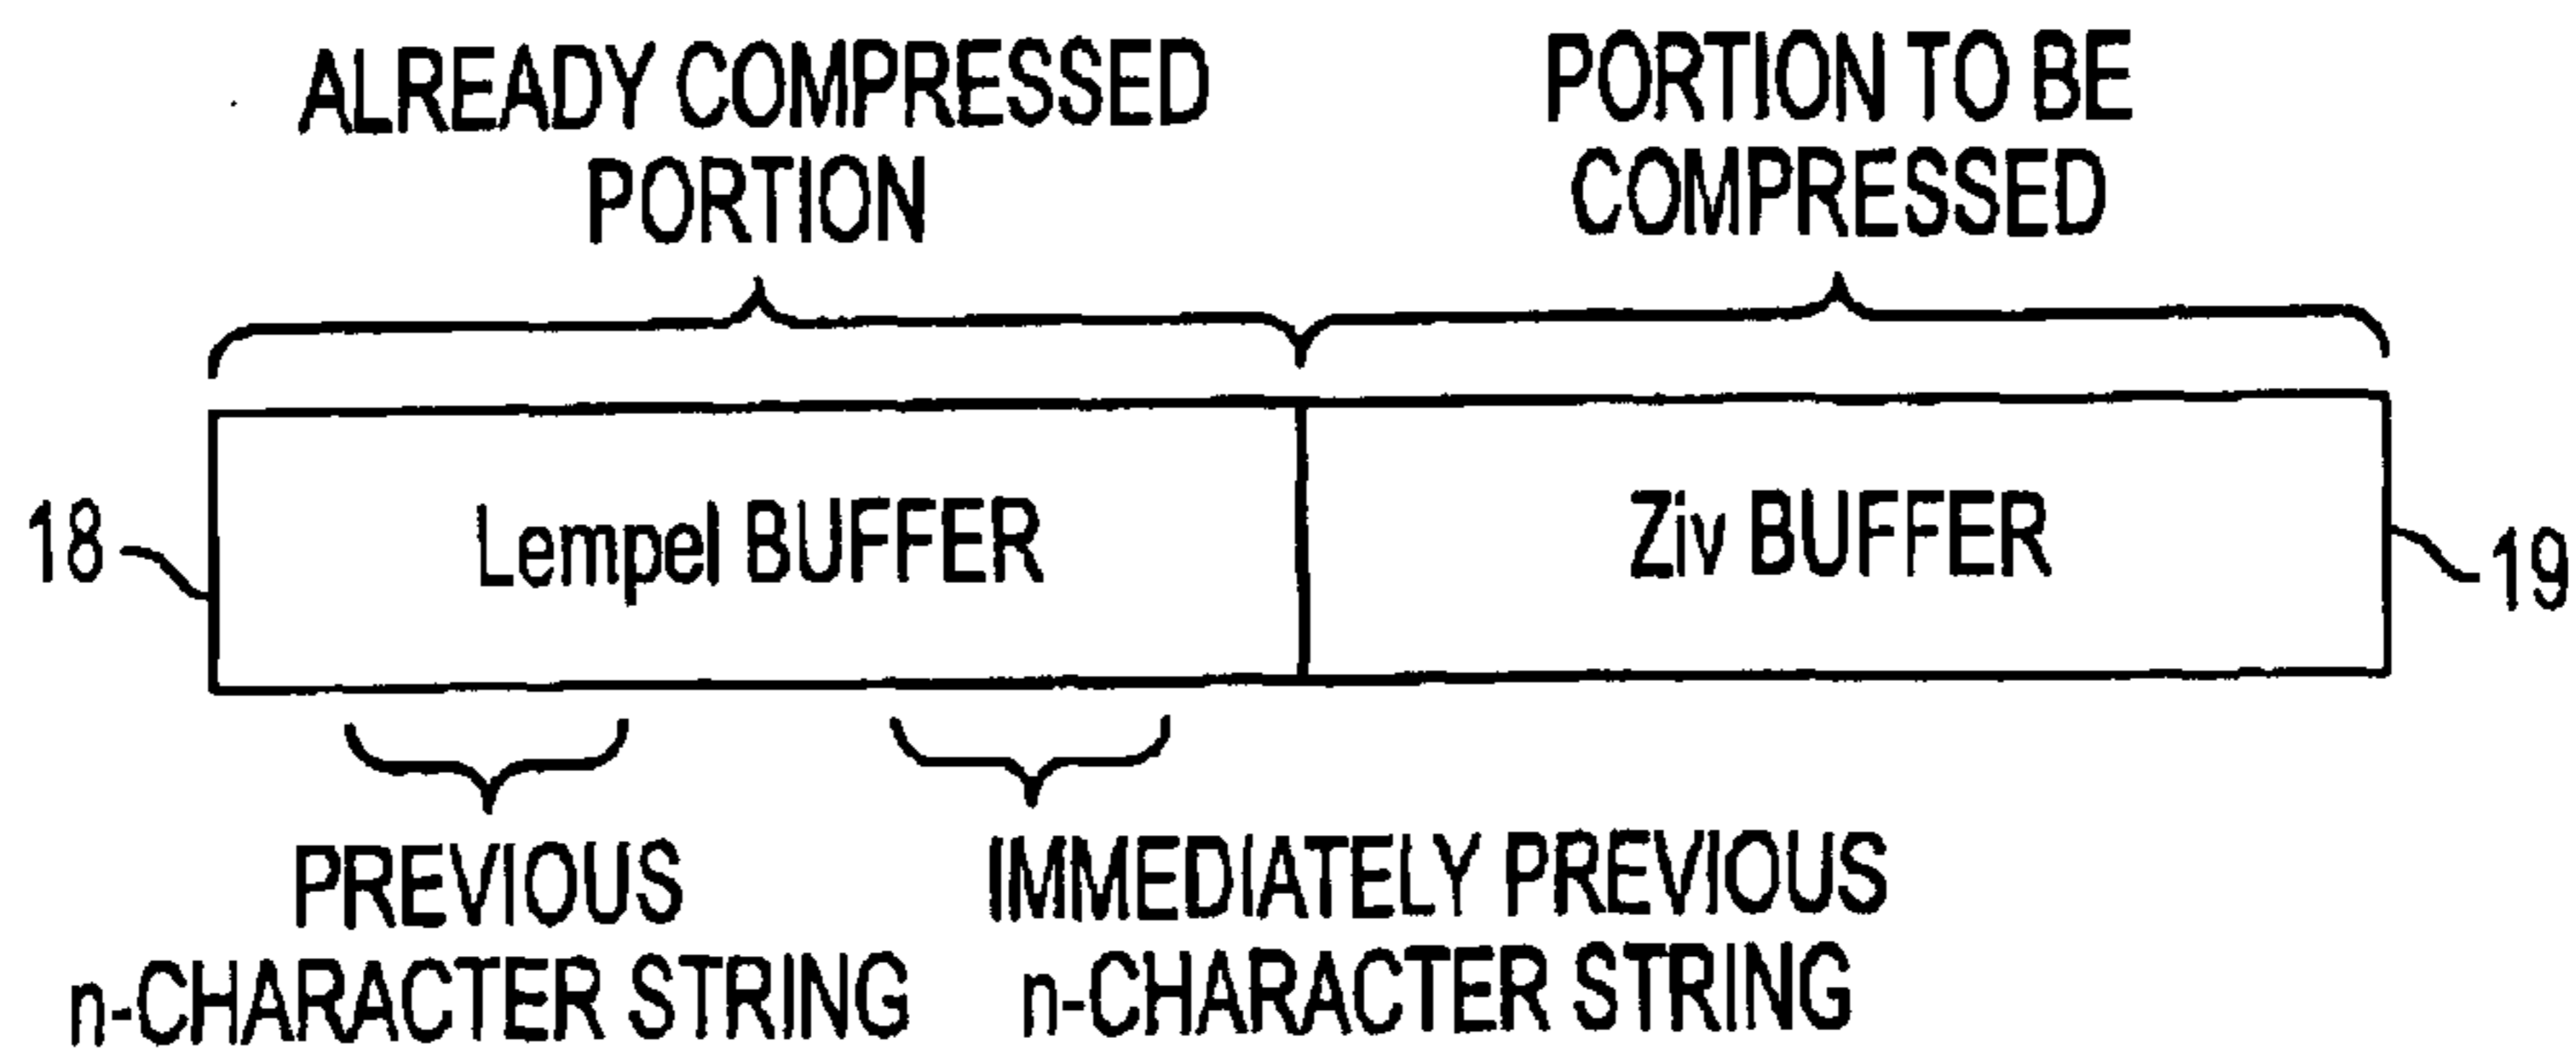 ALREADY COMPRESSED
PORTION
PORTION TO BE
COMPRESSED
18
Lempel BUFFER
Ziv BUFFER
19
PREVIOUS
n-CHARACTER STRING
IMMEDIATELY PREVIOUS
n-CHARACTER STRING